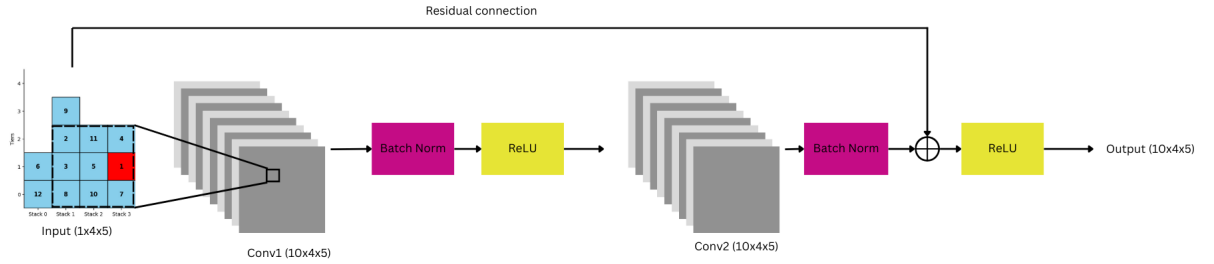 Residual connection
4
3
2
1
0
Tiers
9
2 11 4
6 3 5 1
12 8 10 7
Stack 0 Stack 1 Stack 2 Stack 3
Input (1x4x5)
Conv1 (10x4x5)
Batch Norm
ReLU
Conv2 (10x4x5)
Batch Norm
ReLU
Output (10x4x5)